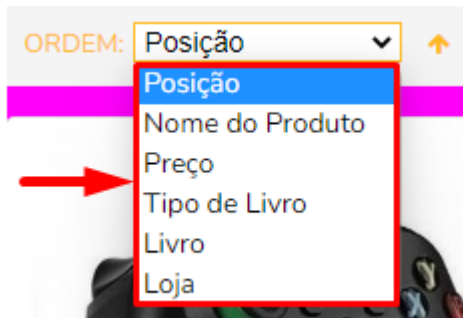 ORDEM: Posição
Posição
Nome do Produto
Preço
Tipo de Livro
Livro
Loja
Y
X